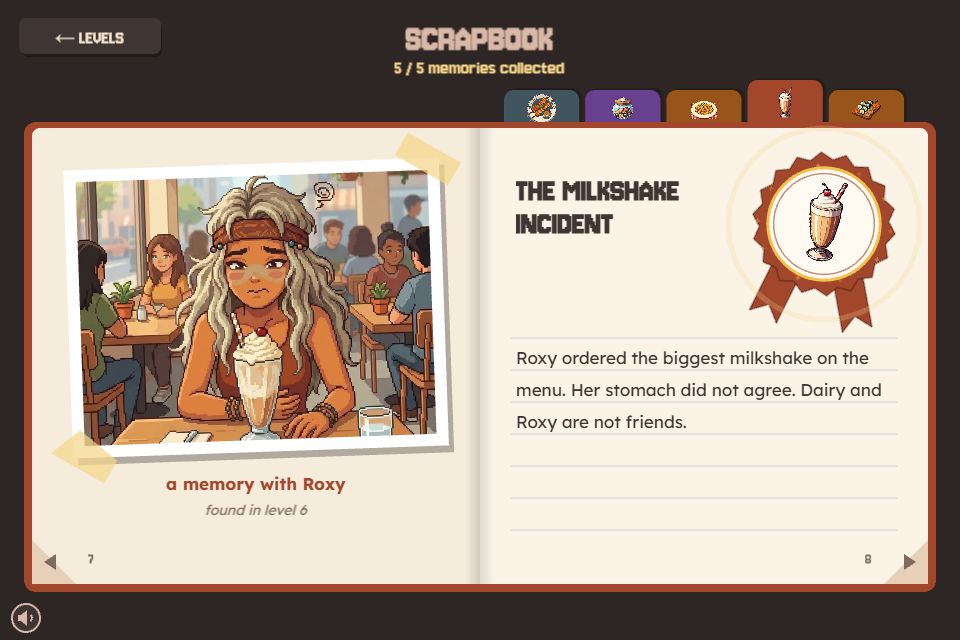 ← LEVELS
SCRAPBOOK
5 / 5 memories collected
THE MILKSHAKE
INCIDENT
Roxy ordered the biggest milkshake on the
menu. Her stomach did not agree. Dairy and
Roxy are not friends.
a memory with Roxy
found in level 6
7
8